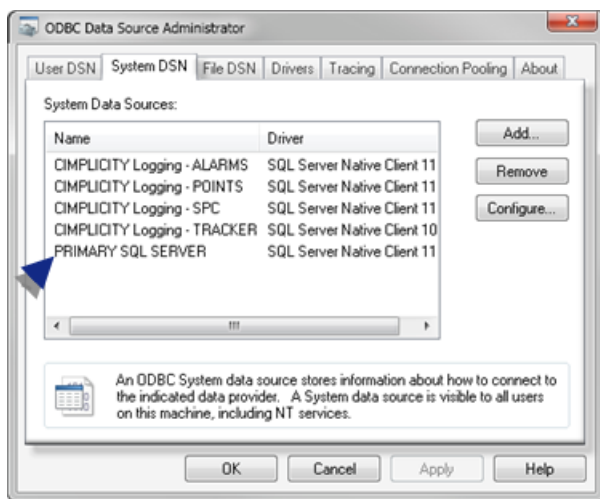 ODBC Data Source Administrator
User DSN System DSN File DSN Drivers Tracing Connection Pooling About
System Data Sources:
Name Driver
CIMPLICITY Logging - ALARMS SQL Server Native Client 11
CIMPLICITY Logging - POINTS SQL Server Native Client 11
CIMPLICITY Logging - SPC SQL Server Native Client 11
CIMPLICITY Logging - TRACKER SQL Server Native Client 10
PRIMARY SQL SERVER SQL Server Native Client 11
Add...
Remove
Configure...
An ODBC System data source stores information about how to connect to
the indicated data provider. A System data source is visible to all users
on this machine, including NT services.
OK Cancel Apply Help